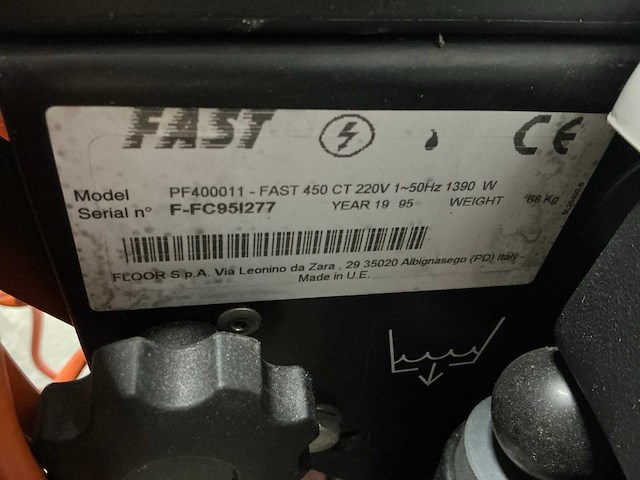 FAST
CE
Model PF400011 - FAST 450 CT 220V 1~50Hz 1390 W
Serial n° F-FC95I277 YEAR 19 95 WEIGHT 68 Kg
FLOOR S.p.A. Via Leonino da Zara , 29 35020 Albignasego (PD) Italy -
Made in U.E.